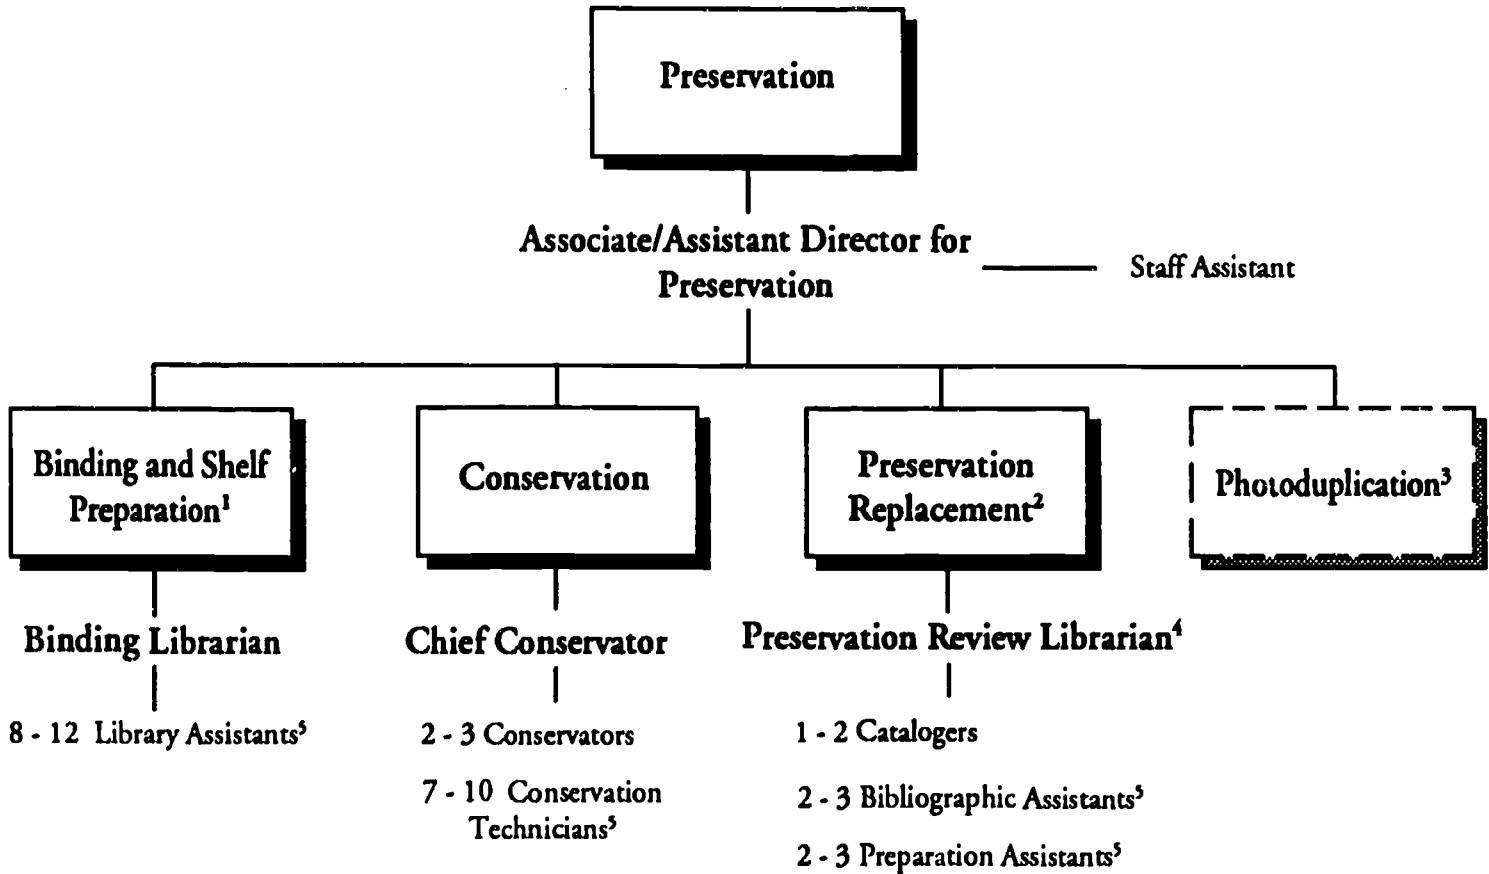 Preservation
Associate/Assistant Director for
Preservation
Staff Assistant
Binding and Shelf
Preparation¹
Conservation
Preservation
Replacement²
Photoduplication³
Binding Librarian
Chief Conservator
Preservation Review Librarian⁴
8 - 12 Library Assistants⁵
2 - 3 Conservators
7 - 10 Conservation
Technicians⁵
1 - 2 Catalogers
2 - 3 Bibliographic Assistants⁵
2 - 3 Preparation Assistants⁵